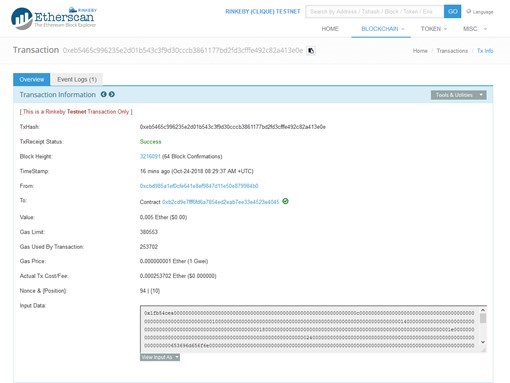 Etherscan
RINKEBY
The Ethereum Block Explorer
RINKEBY (CLIQUE) TESTNET
Search by Address / Txhash / Block / Token / Ens
GO
Language
HOME
BLOCKCHAIN
TOKEN
MISC
Transaction 0xeb5465c996235e2d01b543c3f9d30cccb3861177bd2fd3cffe492c82a413e0e
Home / Transactions / Tx Info
Overview
Event Logs (1)
Transaction Information
Tools & Utilities
[ This is a Rinkeby Testnet Transaction Only ]
TxHash:
0xeb5465c996235e2d01b543c3f9d30cccb3861177bd2fd3cffe492c82a413e0e
TxReceipt Status:
Success
Block Height:
3216091 (64 Block Confirmations)
TimeStamp:
16 mins ago (Oct-24-2018 08:29:37 AM +UTC)
From:
To:
Contract
Value:
0.005 Ether ($0.00)
Gas Limit:
380553
Gas Used By Transaction:
253702
Gas Price:
0.000000001 Ether (1 Gwei)
Actual Tx Cost/Fee:
0.000253702 Ether ($0.000000)
Nonce & {Position}:
94 | {10}
Input Data:
View Input As